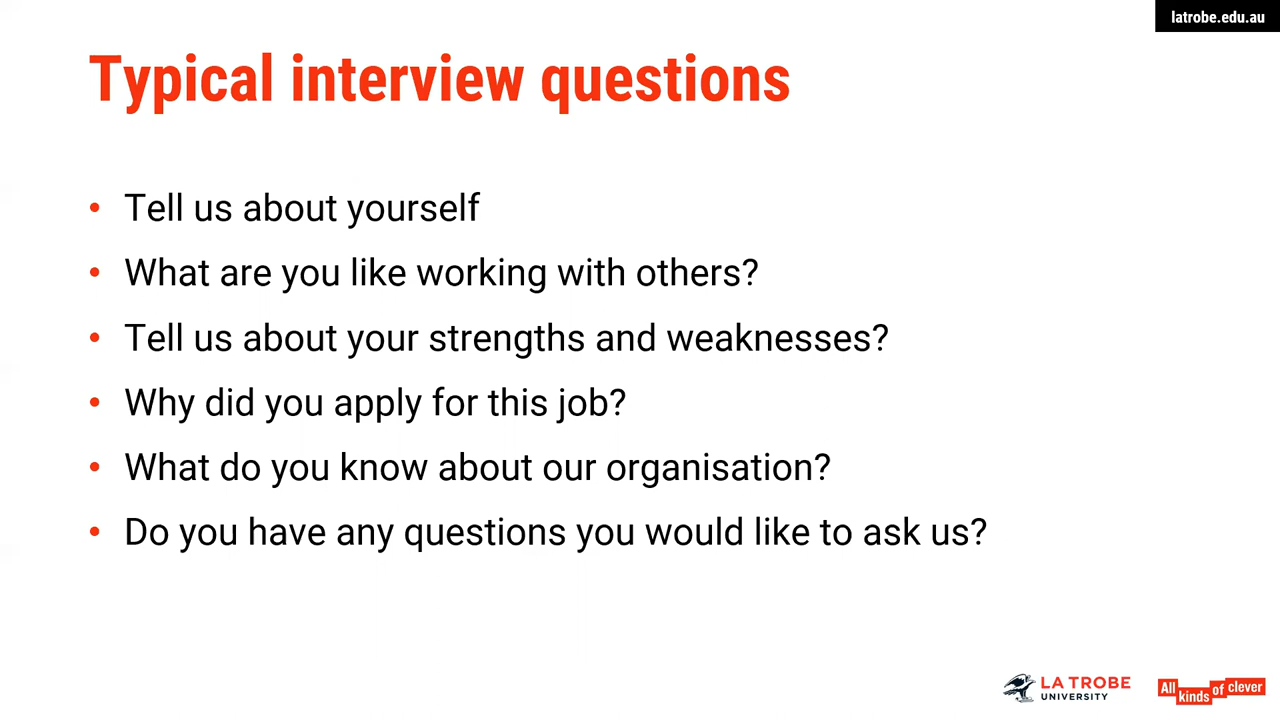 latrobe.edu.au
Typical interview questions
• Tell us about yourself
• What are you like working with others?
• Tell us about your strengths and weaknesses?
• Why did you apply for this job?
• What do you know about our organisation?
• Do you have any questions you would like to ask us?
LA TROBE
UNIVERSITY
All kinds of clever